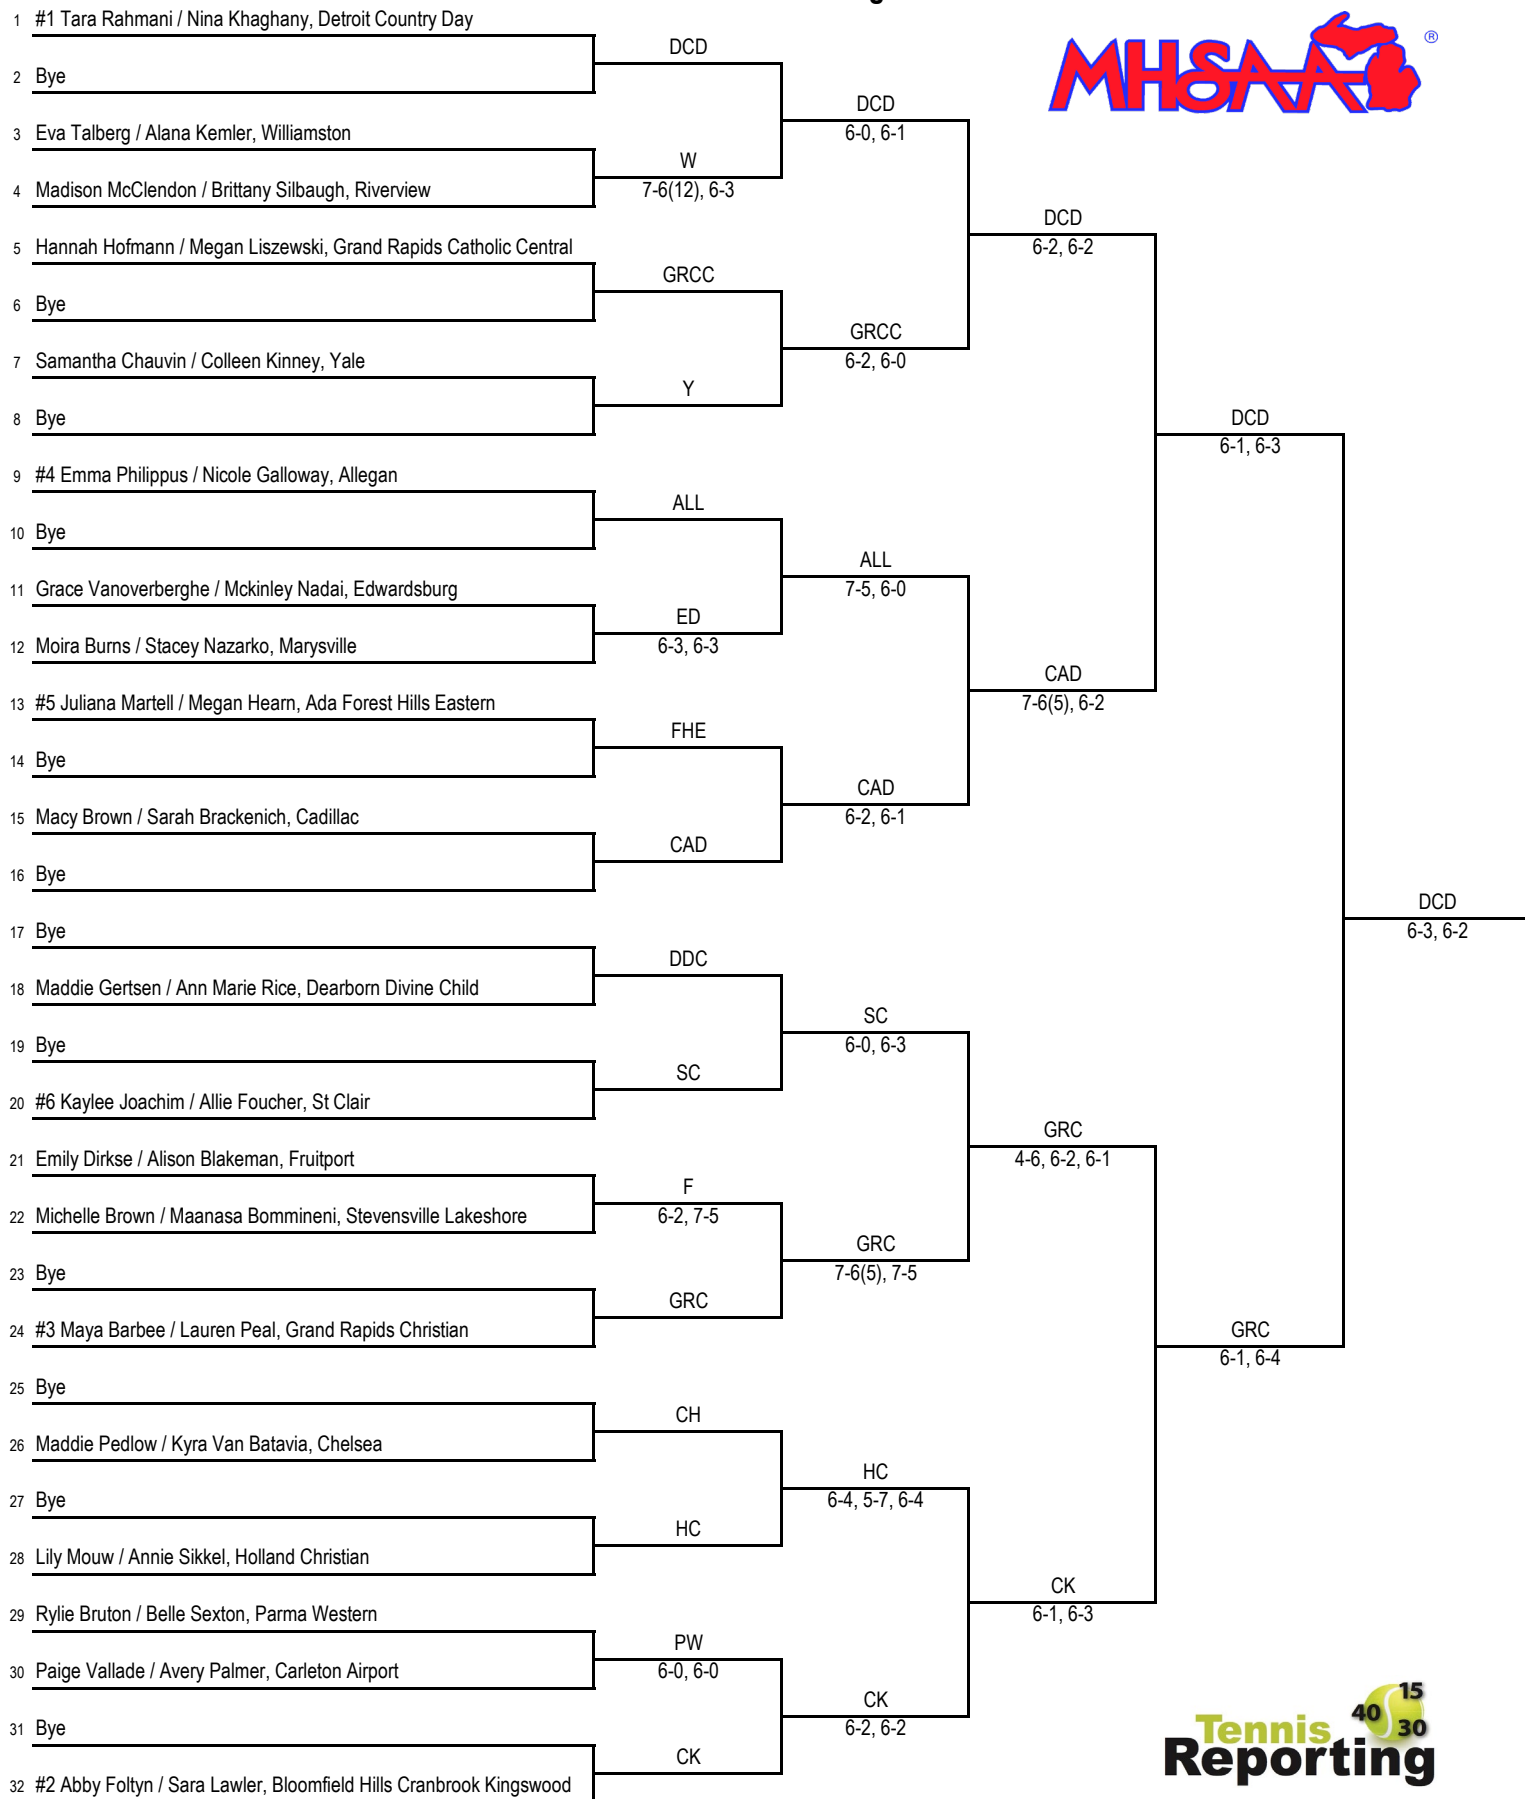 1 #1 Tara Rahmani / Nina Khaghany, Detroit Country Day
DCD
2 Bye
DCD
6-0, 6-1
3 Eva Talberg / Alana Kemler, Williamston
W
7-6(12), 6-3
4 Madison McClendon / Brittany Silbaugh, Riverview
DCD
6-2, 6-2
5 Hannah Hofmann / Megan Liszewski, Grand Rapids Catholic Central
GRCC
6 Bye
GRCC
6-2, 6-0
7 Samantha Chauvin / Colleen Kinney, Yale
Y
8 Bye
DCD
6-1, 6-3
9 #4 Emma Philippus / Nicole Galloway, Allegan
ALL
10 Bye
ALL
7-5, 6-0
11 Grace Vanoverberghe / Mckinley Nadai, Edwardsburg
ED
6-3, 6-3
12 Moira Burns / Stacey Nazarko, Marysville
CAD
7-6(5), 6-2
13 #5 Juliana Martell / Megan Hearn, Ada Forest Hills Eastern
FHE
14 Bye
CAD
6-2, 6-1
15 Macy Brown / Sarah Brackenich, Cadillac
CAD
16 Bye
DCD
6-3, 6-2
17 Bye
DDC
18 Maddie Gertsen / Ann Marie Rice, Dearborn Divine Child
SC
6-0, 6-3
19 Bye
SC
20 #6 Kaylee Joachim / Allie Foucher, St Clair
GRC
4-6, 6-2, 6-1
21 Emily Dirkse / Alison Blakeman, Fruitport
F
6-2, 7-5
22 Michelle Brown / Maanasa Bommineni, Stevensville Lakeshore
GRC
7-6(5), 7-5
23 Bye
GRC
24 #3 Maya Barbee / Lauren Peal, Grand Rapids Christian
GRC
6-1, 6-4
25 Bye
CH
26 Maddie Pedlow / Kyra Van Batavia, Chelsea
HC
6-4, 5-7, 6-4
27 Bye
HC
28 Lily Mouw / Annie Sikkel, Holland Christian
CK
6-1, 6-3
29 Rylie Bruton / Belle Sexton, Parma Western
PW
6-0, 6-0
30 Paige Vallade / Avery Palmer, Carleton Airport
CK
6-2, 6-2
31 Bye
CK
32 #2 Abby Foltyn / Sara Lawler, Bloomfield Hills Cranbrook Kingswood
MHSAA ®
15
40
30
Tennis
Reporting